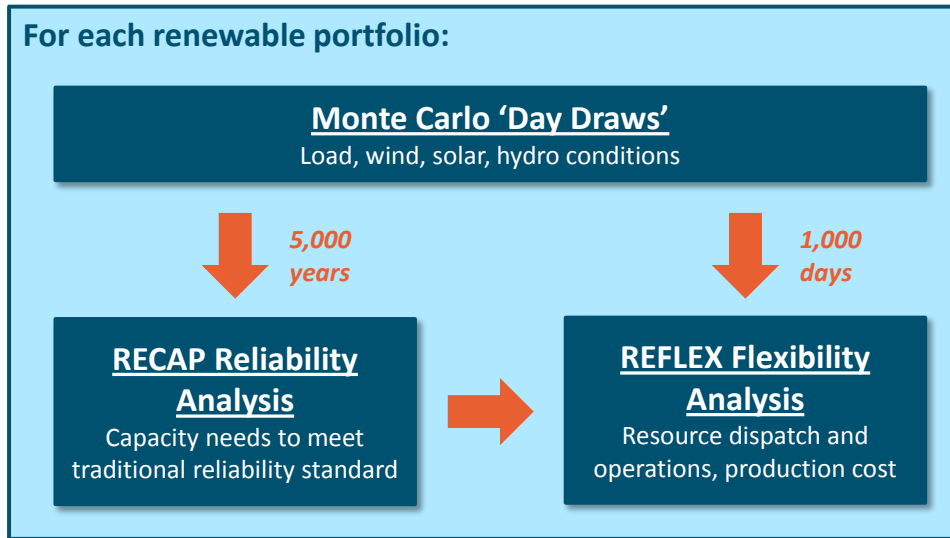 For each renewable portfolio:
Monte Carlo ‘Day Draws’
Load, wind, solar, hydro conditions
5,000
years
1,000
days
RECAP Reliability
Analysis
Capacity needs to meet
traditional reliability standard
REFLEX Flexibility
Analysis
Resource dispatch and
operations, production cost